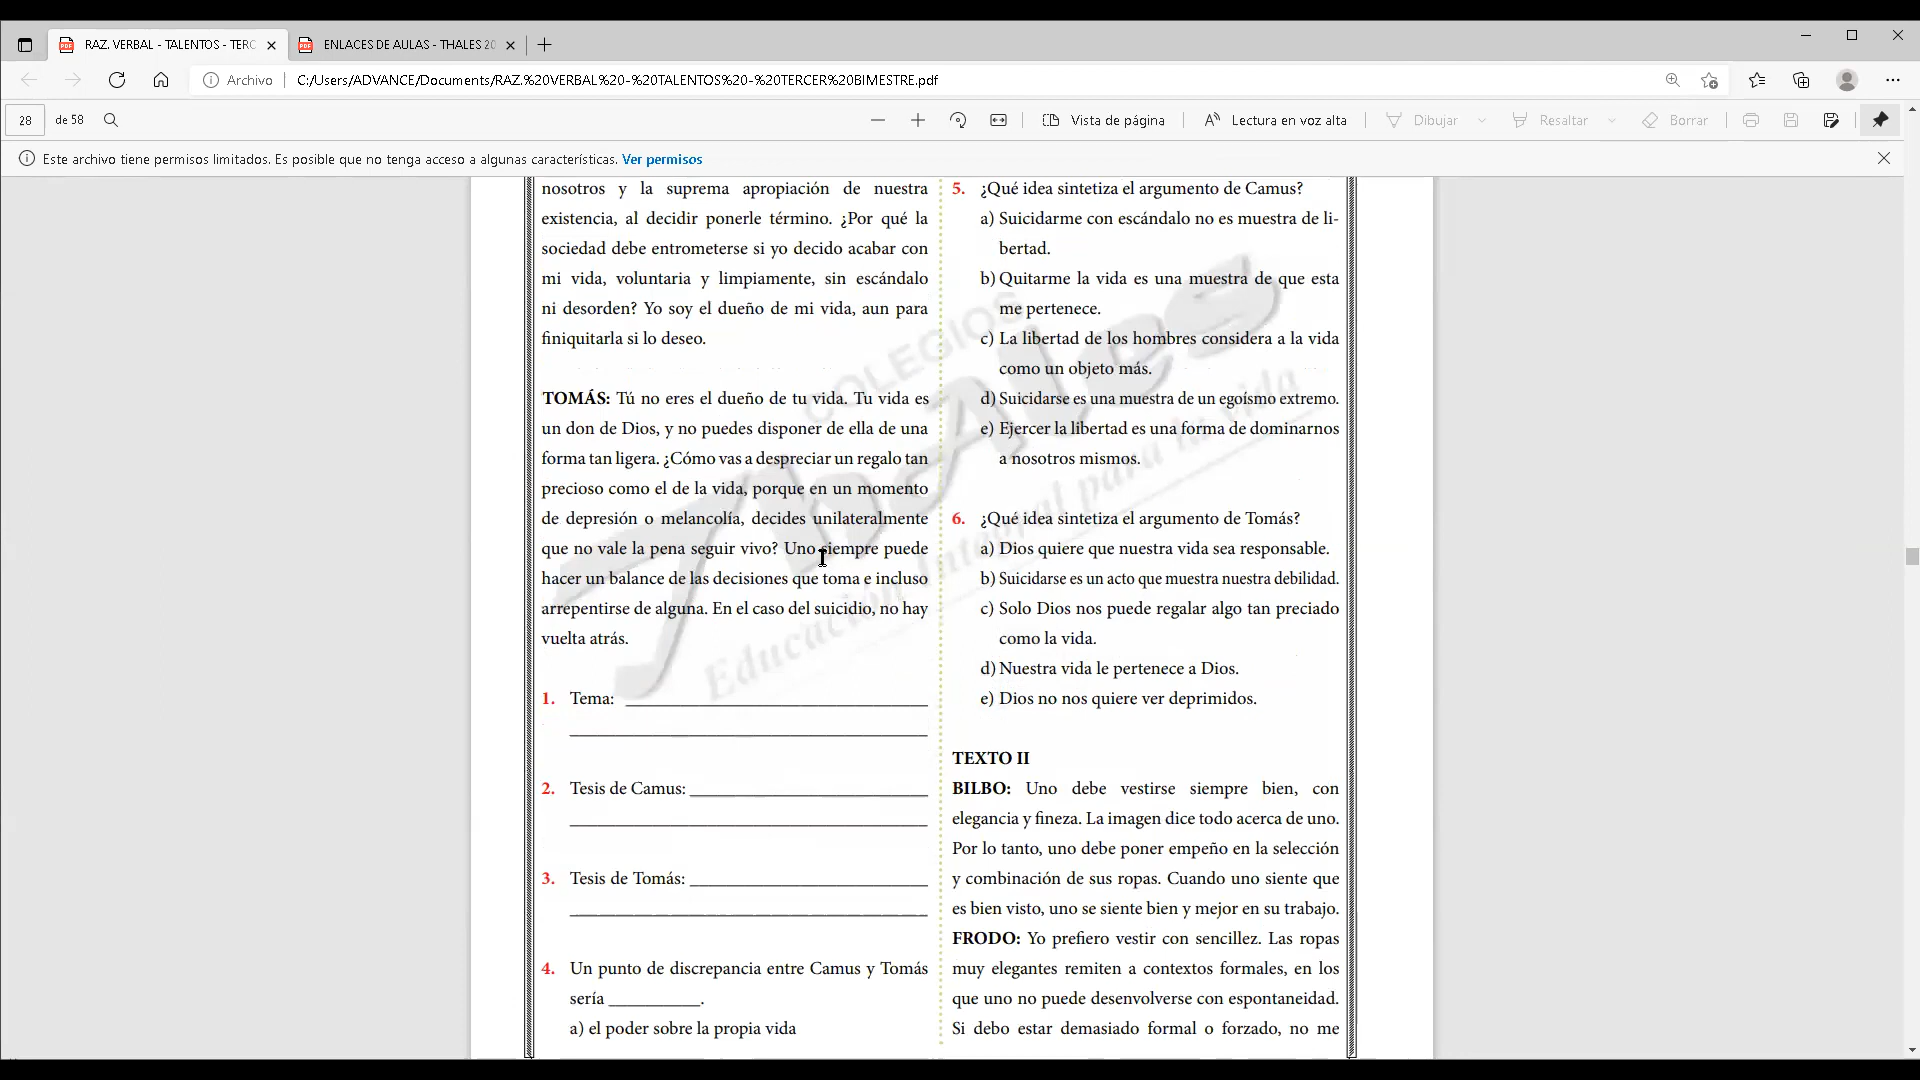 RAZ. VERBAL - TALENTOS - TERC
ENLACES DE AULAS - THALES 20
Archivo
C:/Users/ADVANCE/Documents/RAZ.%20VERBAL%20-%20TALENTOS%20-%20TERCER%20BIMESTRE.pdf
28 de 58
Vista de página
Lectura en voz alta
Dibujar
Resaltar
Borrar
Este archivo tiene permisos limitados. Es posible que no tenga acceso a algunas características. Ver permisos
nosotros y la suprema apropiación de nuestra
existencia, al decidir ponerle término. ¿Por qué la
sociedad debe entrometerse si yo decido acabar con
mi vida, voluntaria y limpiamente, sin escándalo
ni desorden? Yo soy el dueño de mi vida, aun para
finiquitarla si lo deseo.
TOMÁS: Tú no eres el dueño de tu vida. Tu vida es
un don de Dios, y no puedes disponer de ella de una
forma tan ligera. ¿Cómo vas a despreciar un regalo tan
precioso como el de la vida, porque en un momento
de depresión o melancolía, decides unilateralmente
que no vale la pena seguir vivo? Uno siempre puede
hacer un balance de las decisiones que toma e incluso
arrepentirse de alguna. En el caso del suicidio, no hay
vuelta atrás.
1. Tema: ____
2. Tesis de Camus: ____
3. Tesis de Tomás: ____
4. Un punto de discrepancia entre Camus y Tomás
sería __________.
a) el poder sobre la propia vida
5. ¿Qué idea sintetiza el argumento de Camus?
a) Suicidarme con escándalo no es muestra de li-
bertad.
b) Quitarme la vida es una muestra de que esta
me pertenece.
c) La libertad de los hombres considera a la vida
como un objeto más.
d) Suicidarse es una muestra de un egoísmo extremo.
e) Ejercer la libertad es una forma de dominarnos
a nosotros mismos.
6. ¿Qué idea sintetiza el argumento de Tomás?
a) Dios quiere que nuestra vida sea responsable.
b) Suicidarse es un acto que muestra nuestra debilidad.
c) Solo Dios nos puede regalar algo tan preciado
como la vida.
d) Nuestra vida le pertenece a Dios.
e) Dios no nos quiere ver deprimidos.
TEXTO II
BILBO: Uno debe vestirse siempre bien, con
elegancia y fineza. La imagen dice todo acerca de uno.
Por lo tanto, uno debe poner empeño en la selección
y combinación de sus ropas. Cuando uno siente que
es bien visto, uno se siente bien y mejor en su trabajo.
FRODO: Yo prefiero vestir con sencillez. Las ropas
muy elegantes remiten a contextos formales, en los
que uno no puede desenvolverse con espontaneidad.
Si debo estar demasiado formal o forzado, no me
COLEGIOS
Thales
Educación Integral para tu vida